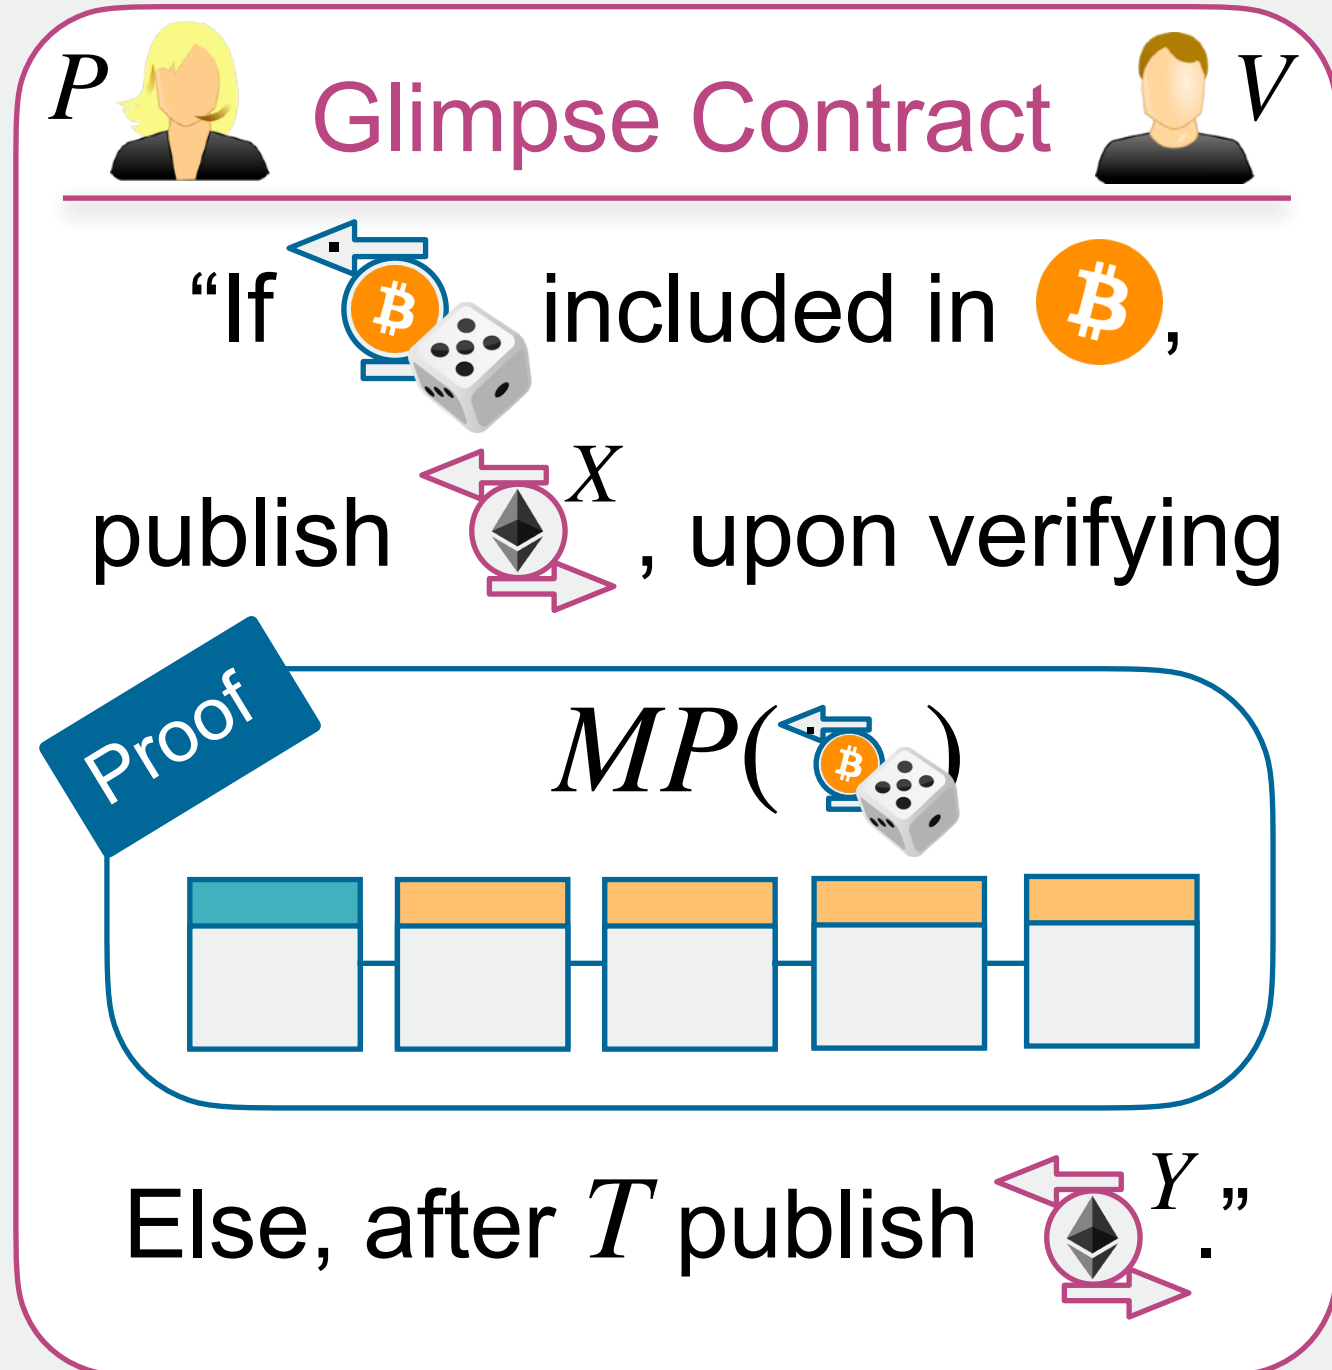 P Glimpse Contract V
“If included in ₿,
publish X, upon verifying
Proof
MP( )
Else, after T publish Y.”